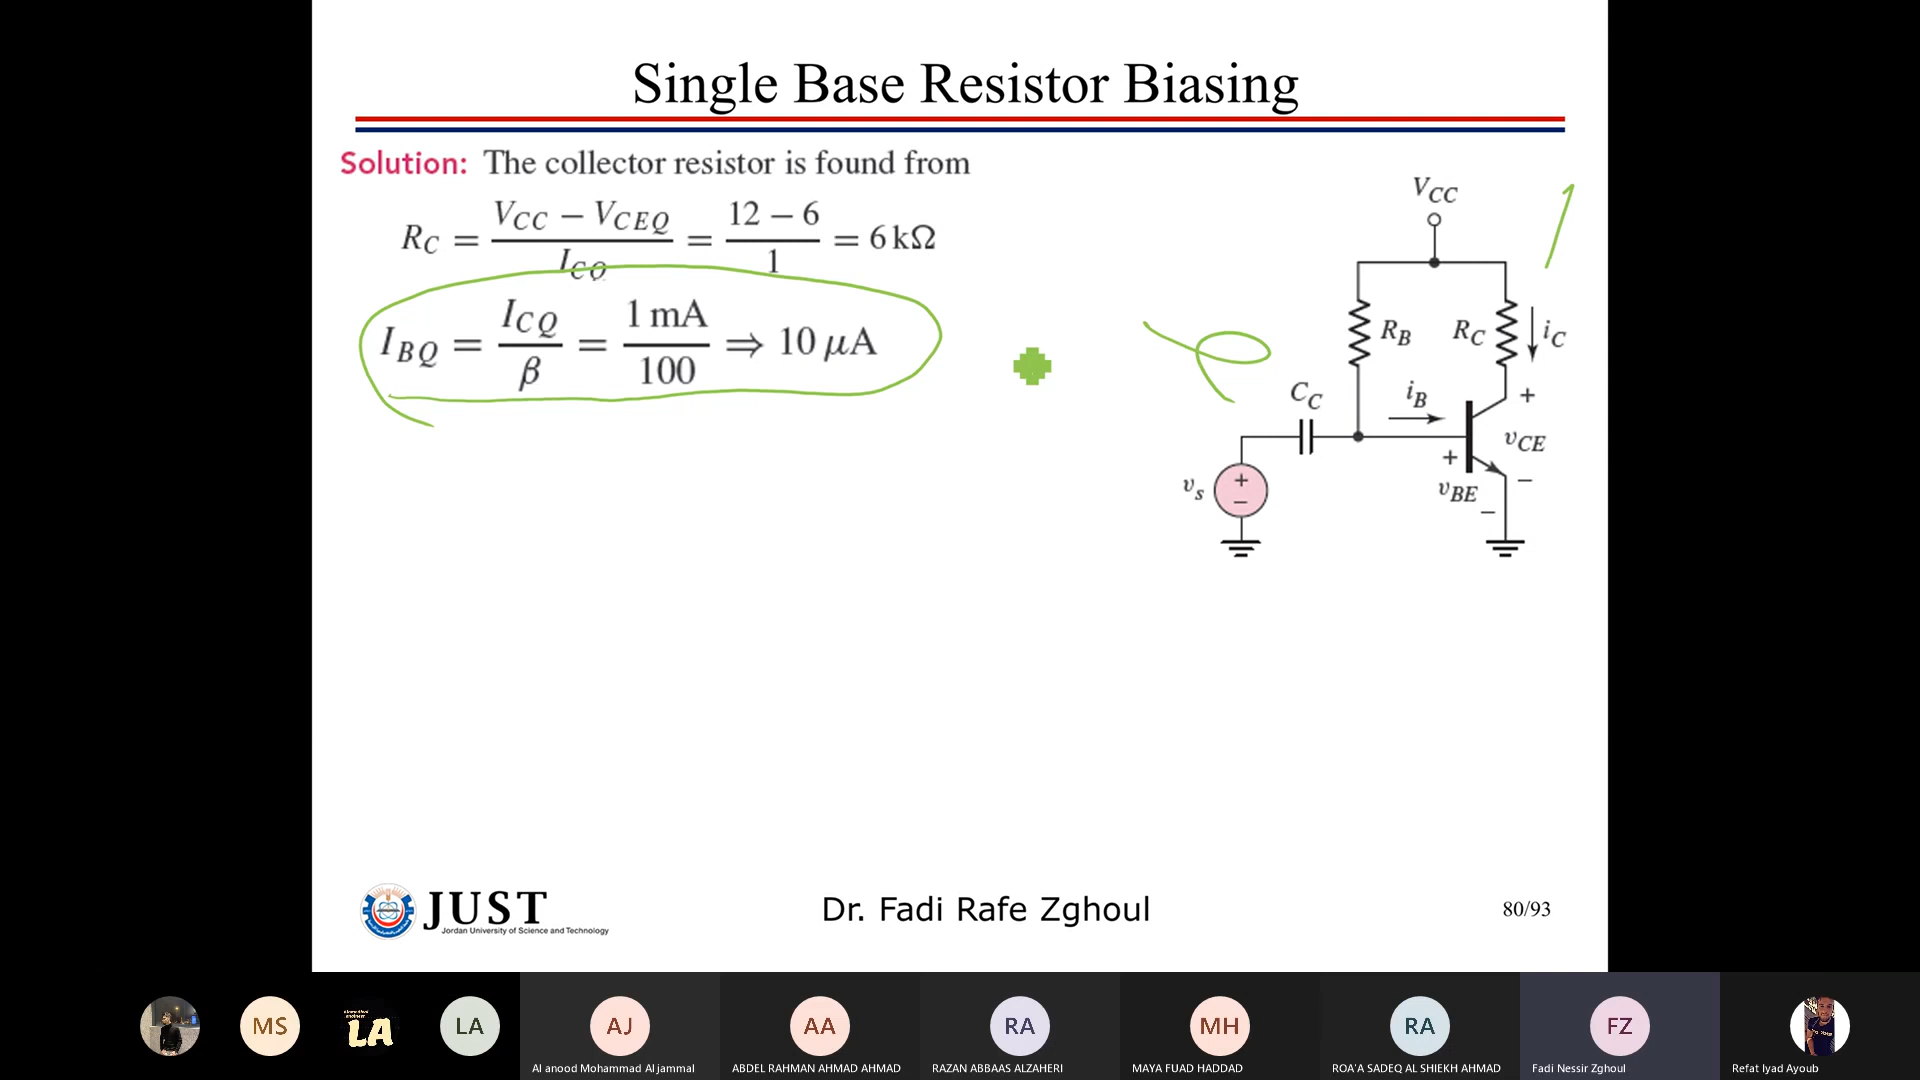 Single Base Resistor Biasing
Solution: The collector resistor is found from
R_C = (V_CC − V_CEQ) / I_CQ = (12 − 6) / 1 = 6 kΩ
I_BQ = I_CQ / β = 1 mA / 100 ⇒ 10 μA
V_CC
R_B R_C i_C
C_C i_B +
v_CE
+
v_s + − v_BE −
−
JUST
Jordan University of Science and Technology
Dr. Fadi Rafe Zghoul
80/93
MS LA LA AJ AA RA MH RA FZ
Al anood Mohammad Al jammal ABDEL RAHMAN AHMAD AHMAD RAZAN ABBAAS ALZAHERI MAYA FUAD HADDAD ROA'A SADEQ AL SHIEKH AHMAD Fadi Nessir Zghoul Refat Iyad Ayoub